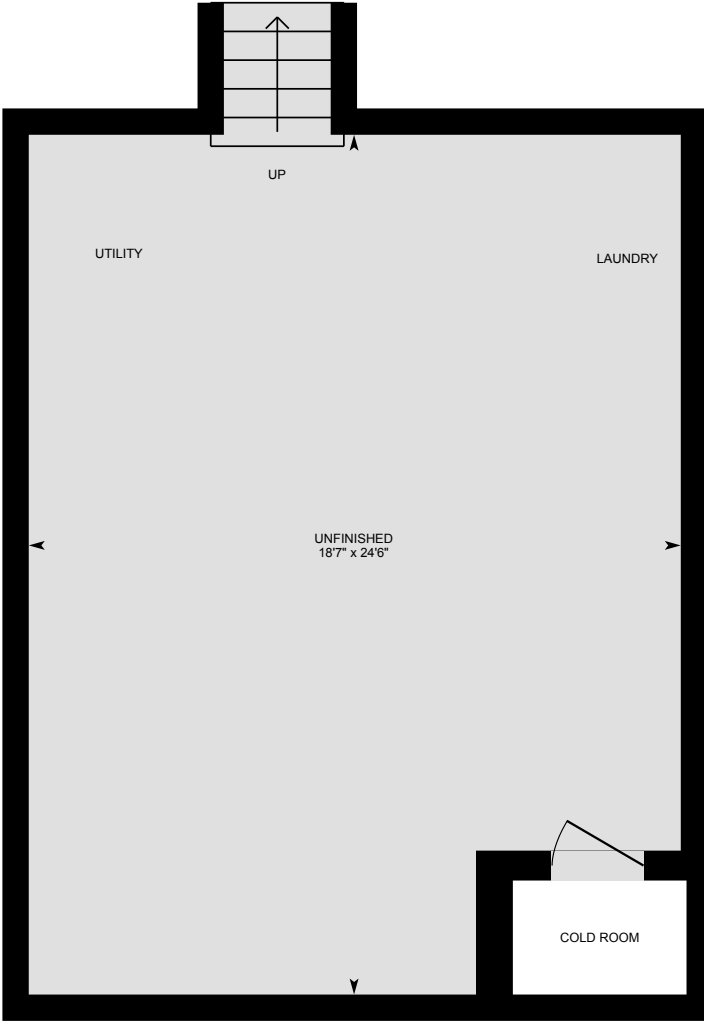 UP
UTILITY
LAUNDRY
UNFINISHED
18'7" x 24'6"
COLD ROOM